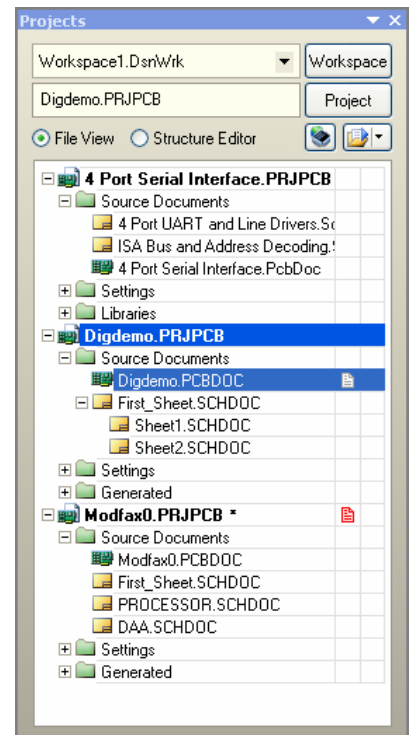 Projects
Workspace1.DsnWrk
Workspace
Digdemo.PRJPCB
Project
File View
Structure Editor
4 Port Serial Interface.PRJPCB
Source Documents
4 Port UART and Line Drivers.Sc
ISA Bus and Address Decoding.
4 Port Serial Interface.PcbDoc
Settings
Libraries
Digdemo.PRJPCB
Source Documents
Digdemo.PCBDOC
First_Sheet.SCHDOC
Sheet1.SCHDOC
Sheet2.SCHDOC
Settings
Generated
Modfax0.PRJPCB *
Source Documents
Modfax0.PCBDOC
First_Sheet.SCHDOC
PROCESSOR.SCHDOC
DAA.SCHDOC
Settings
Generated